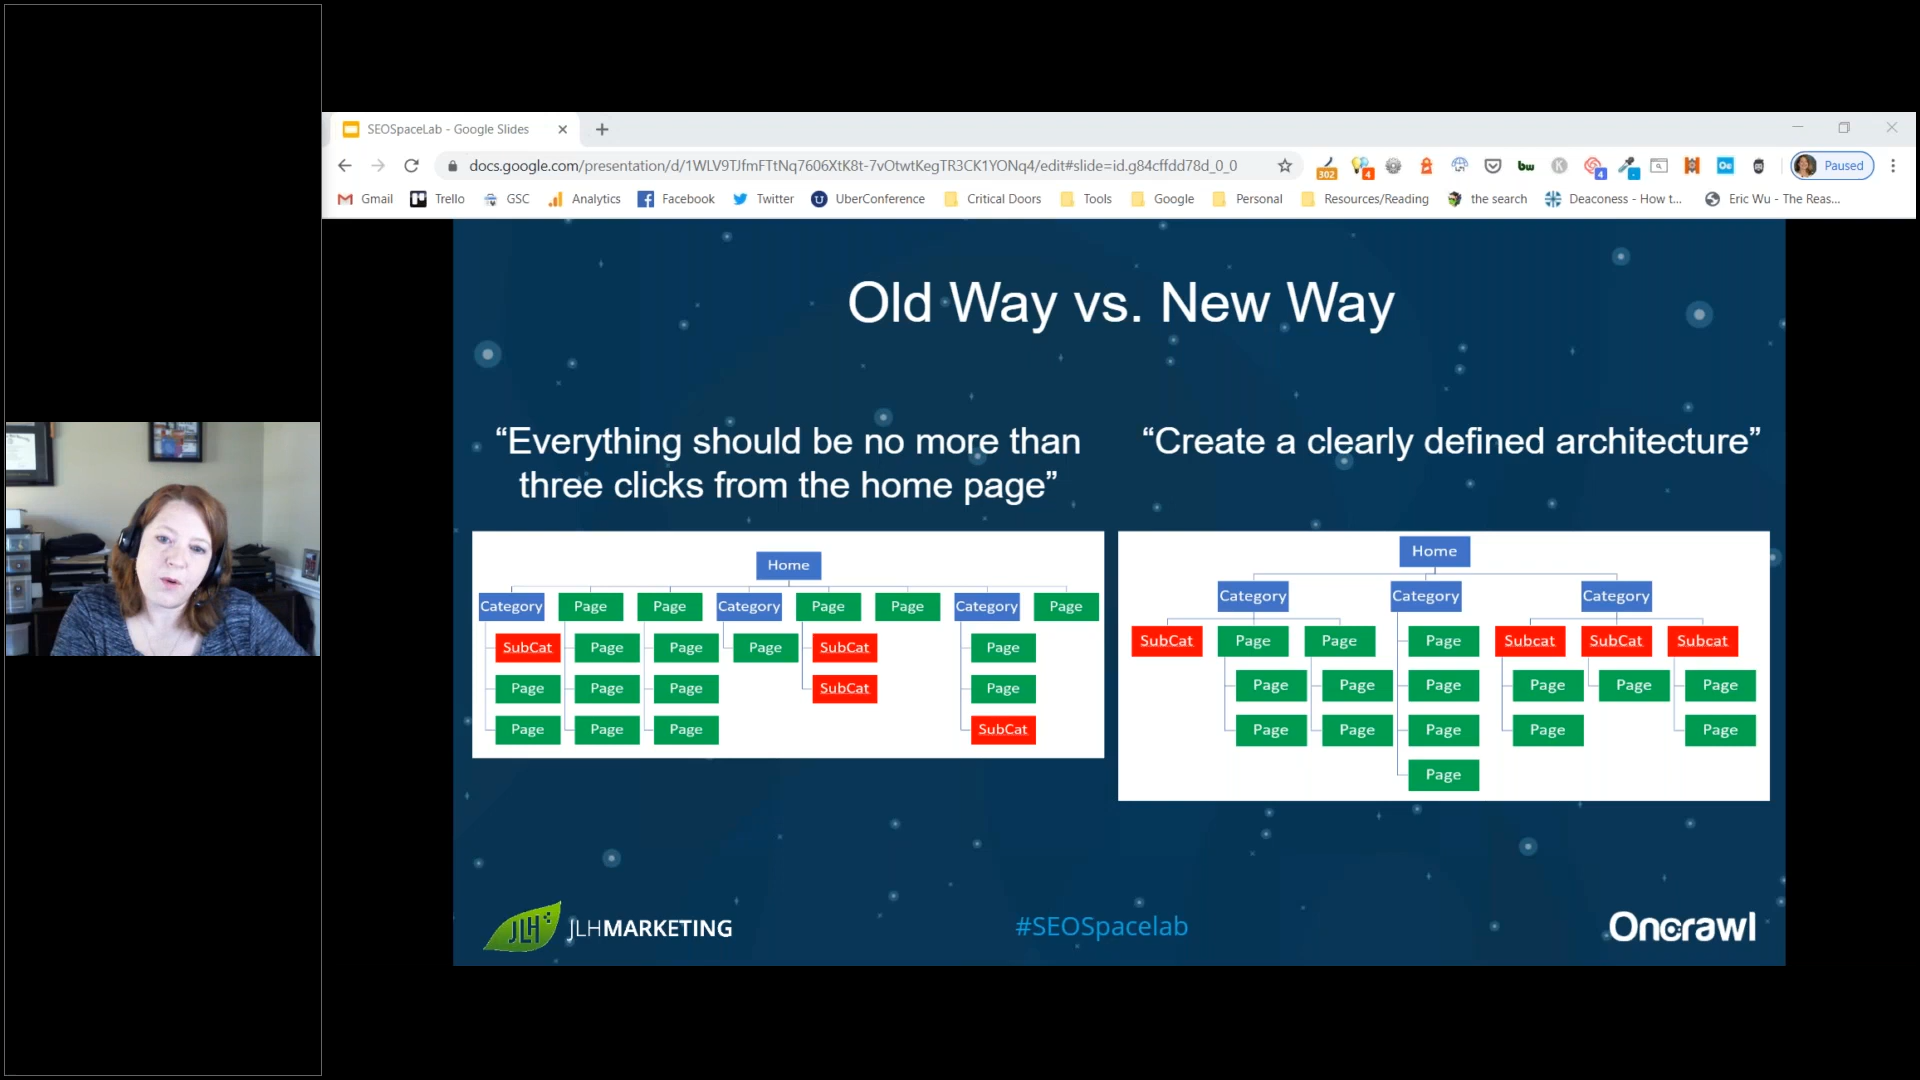 SEOSpaceLab - Google Slides
docs.google.com/presentation/d/1WLV9TJfmFTtNq7606XtK8t-7vOtwtKegTR3CK1YONq4/edit#slide=id.g84cffdd78d_0_0
302
4
bw
K
4
Paused
Gmail
Trello
GSC
Analytics
Facebook
Twitter
U
UberConference
Critical Doors
Tools
Google
Personal
Resources/Reading
the search
Deaconess - How t...
Eric Wu - The Reas...
Old Way vs. New Way
“Everything should be no more than
three clicks from the home page”
Home
Category Page Page Category Page Page Category Page
SubCat Page Page Page SubCat Page
Page Page Page SubCat Page
Page Page Page SubCat
“Create a clearly defined architecture”
Home
Category Category Category
SubCat Page Page Page Subcat SubCat Subcat
Page Page Page Page Page Page
Page Page Page Page Page
Page
JLH JLHMARKETING
#SEOSpacelab
Oncrawl